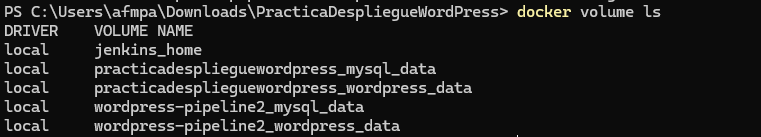 PS C:\Users\afmpa\Downloads\PracticaDespliegueWordPress> docker volume ls
DRIVER    VOLUME NAME
local     jenkins_home
local     practicadesplieguewordpress_mysql_data
local     practicadesplieguewordpress_wordpress_data
local     wordpress-pipeline2_mysql_data
local     wordpress-pipeline2_wordpress_data